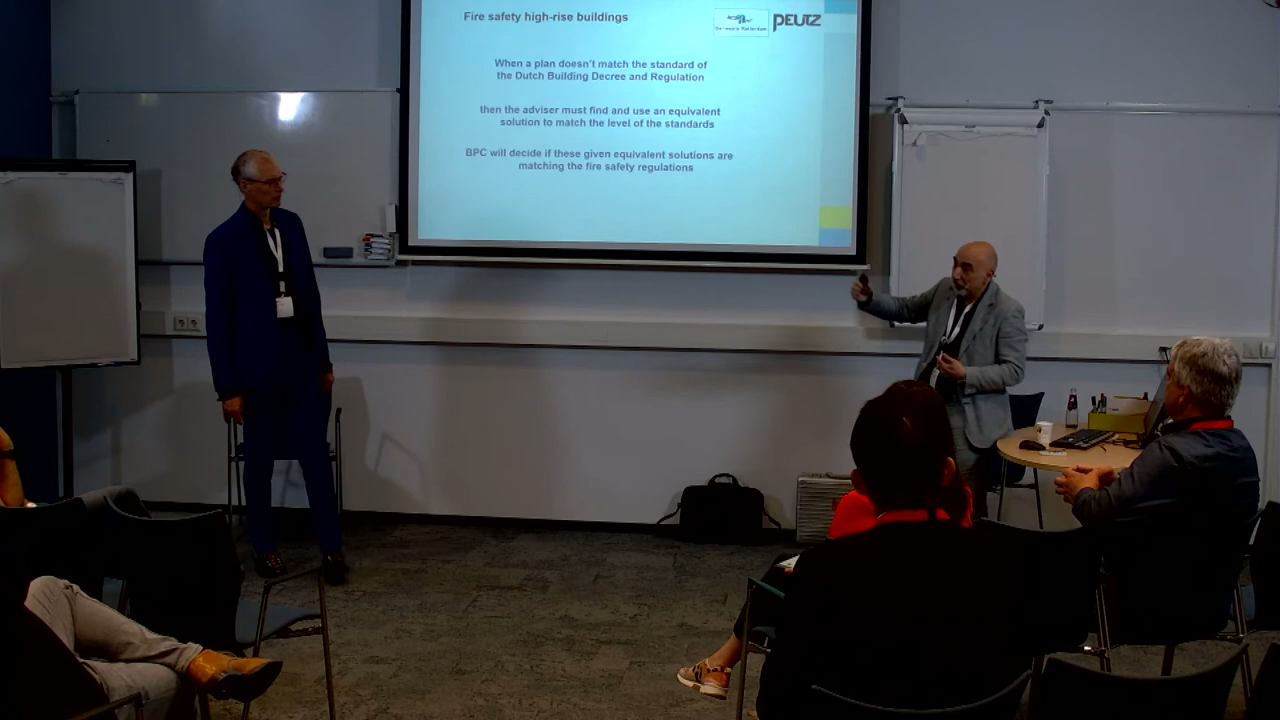 Fire safety high-rise buildings
PEUTZ
When a plan doesn't match the standard of
the Dutch Building Decree and Regulation
then the adviser must find and use an equivalent
solution to match the level of the standards
BPC will decide if these given equivalent solutions are
matching the fire safety regulations